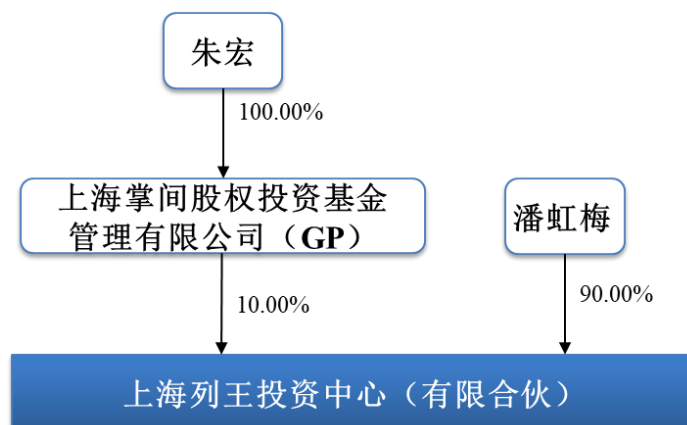 朱宏
100.00%
上海掌间股权投资基金
管理有限公司（GP）
潘虹梅
10.00%
90.00%
上海列王投资中心（有限合伙）